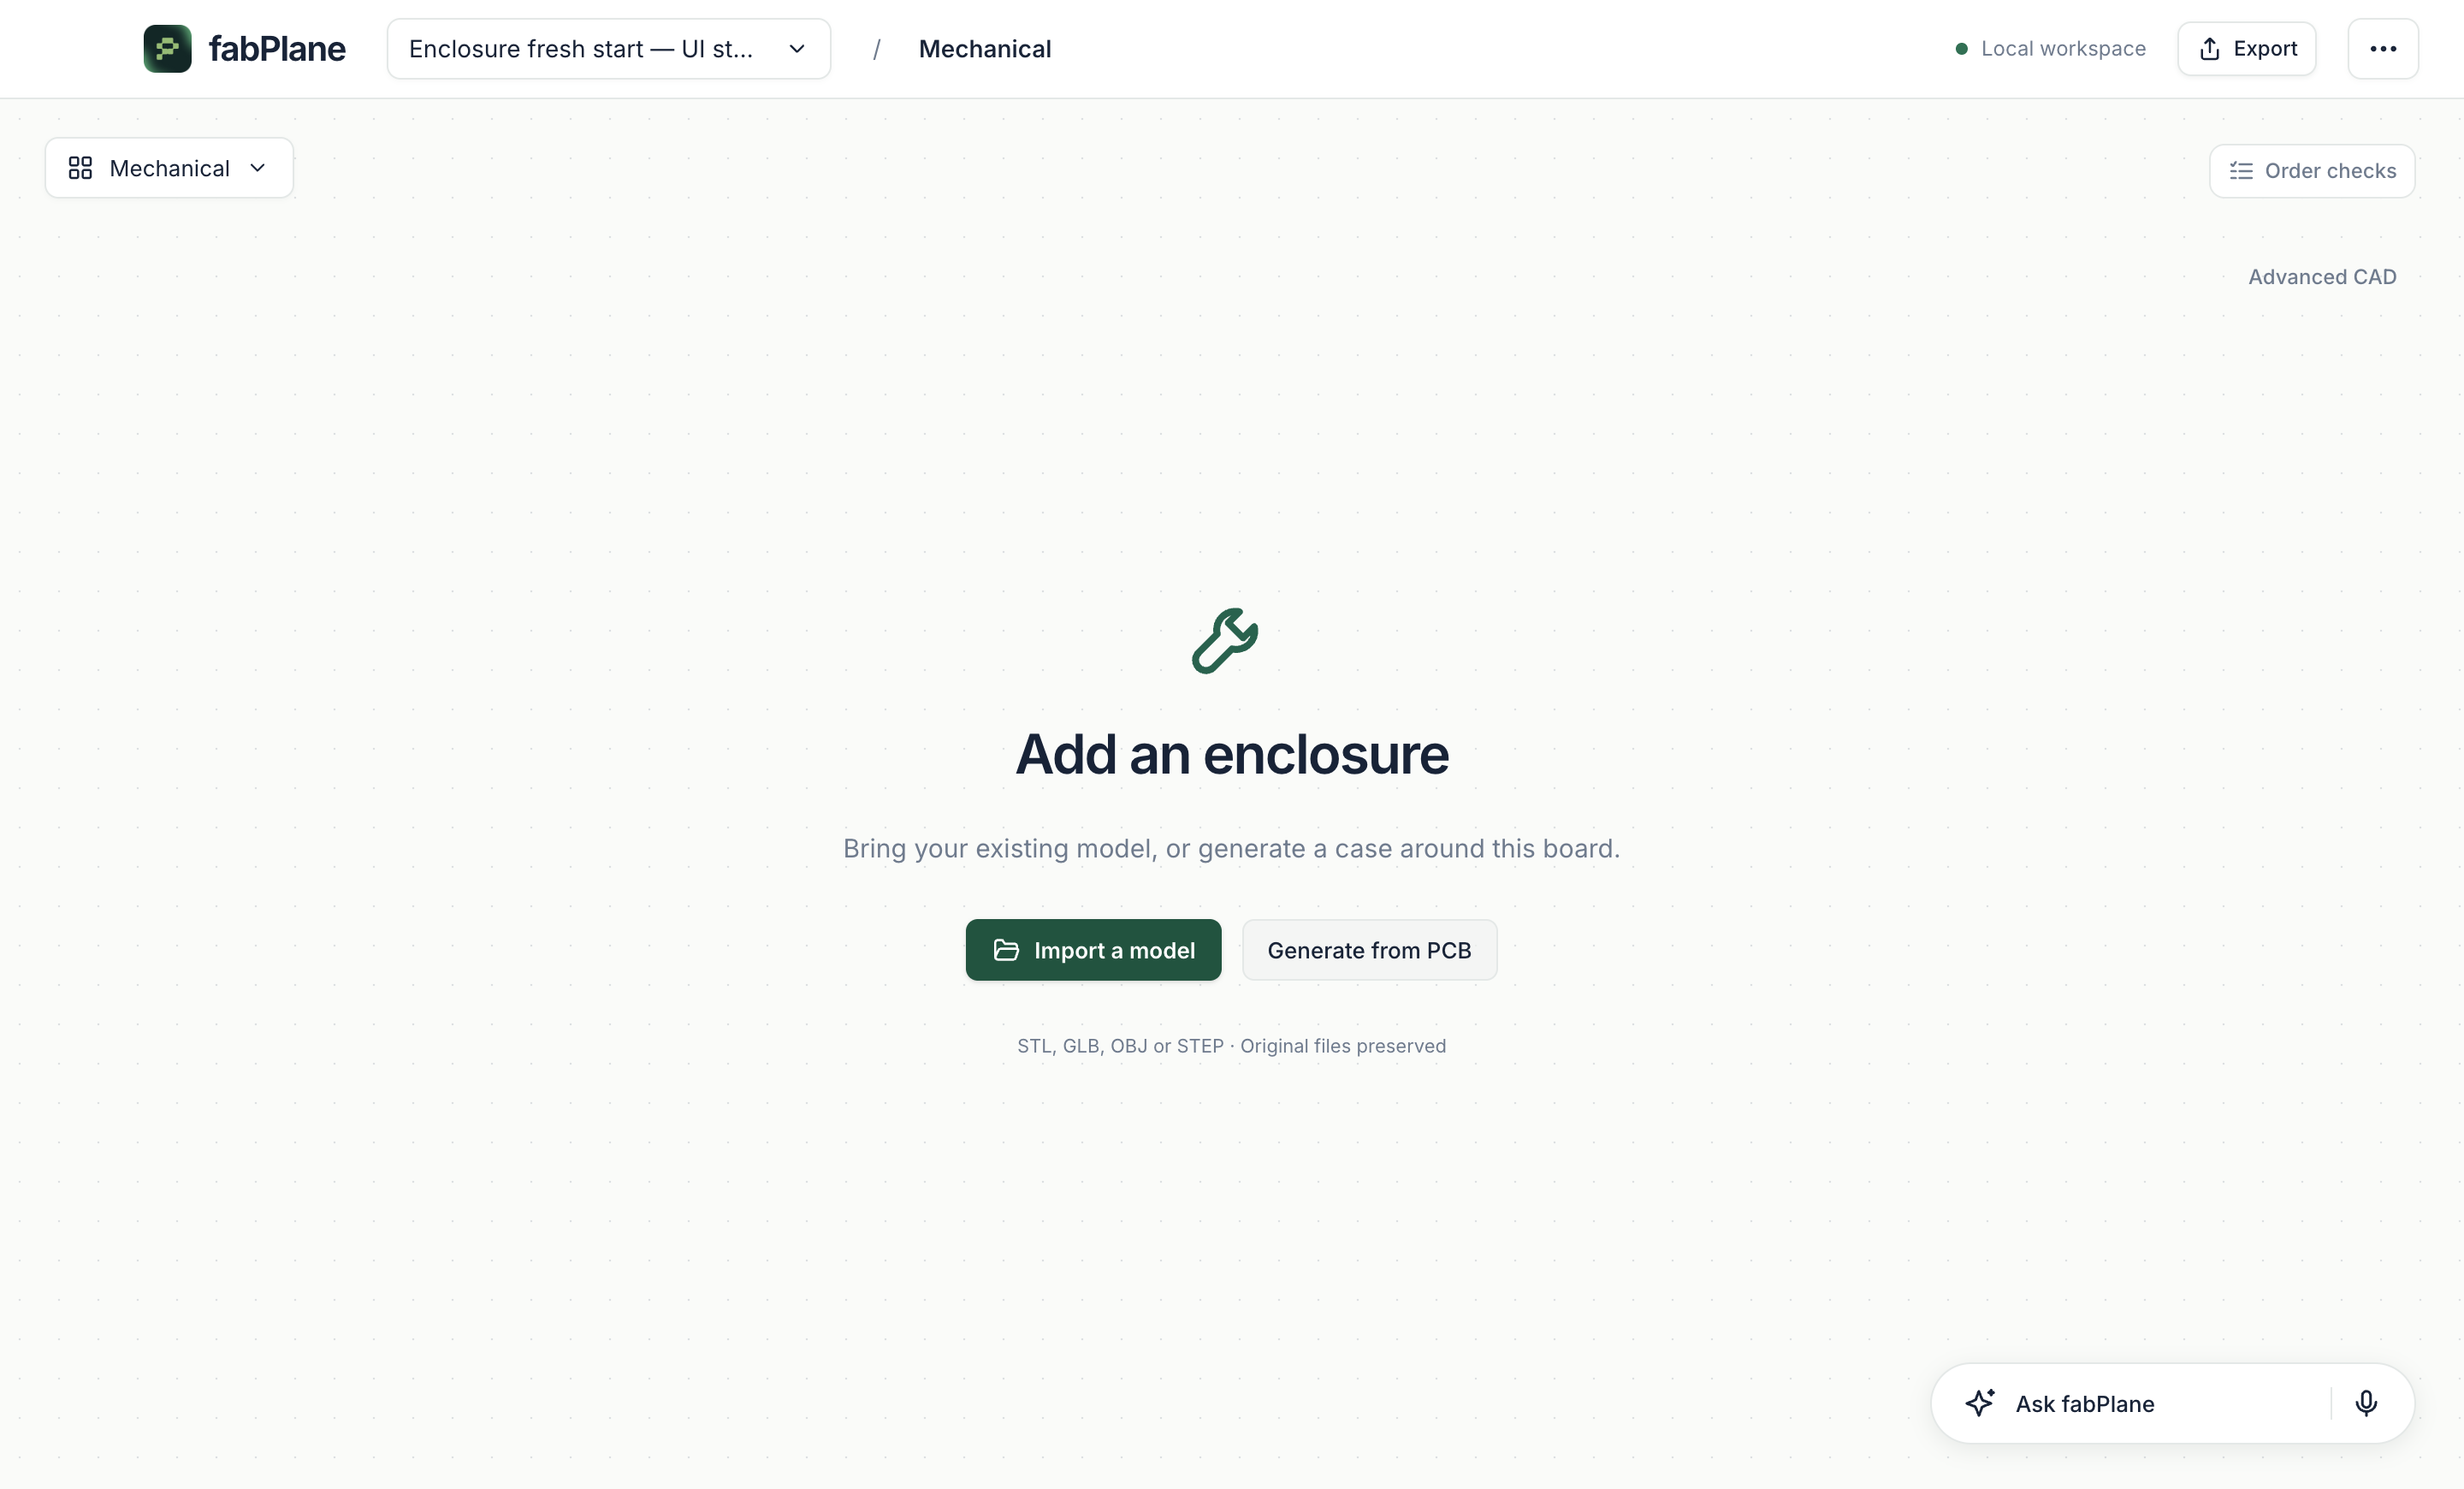 fabPlane
Enclosure fresh start — UI st...
/
Mechanical
Local workspace
Export
Mechanical
Order checks
Advanced CAD
Add an enclosure
Bring your existing model, or generate a case around this board.
Import a model
Generate from PCB
STL, GLB, OBJ or STEP · Original files preserved
Ask fabPlane